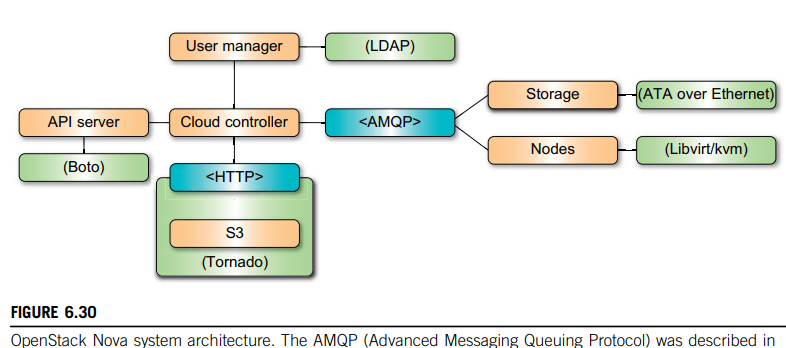 User manager
(LDAP)
Storage
(ATA over Ethernet)
API server
Cloud controller
<AMQP>
Nodes
(Libvirt/kvm)
(Boto)
<HTTP>
S3
(Tornado)
FIGURE 6.30
OpenStack Nova system architecture. The AMQP (Advanced Messaging Queuing Protocol) was described in